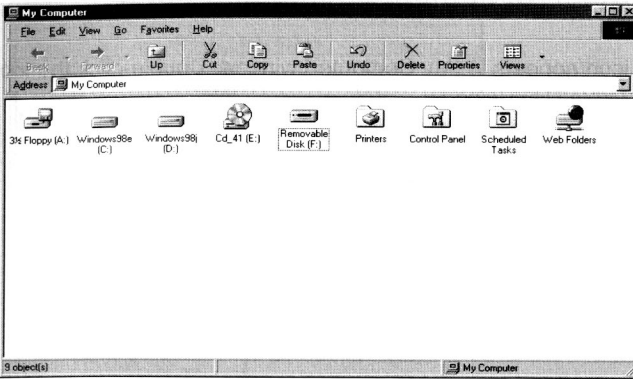 My Computer
File Edit View Go Favorites Help
Back Forward Up Cut Copy Paste Undo Delete Properties Views
Address My Computer
3½ Floppy (A:) Windows98e (C:) Windows98j (D:) Cd_41 (E:) Removable Disk (F:) Printers Control Panel Scheduled Tasks Web Folders
9 object(s) My Computer